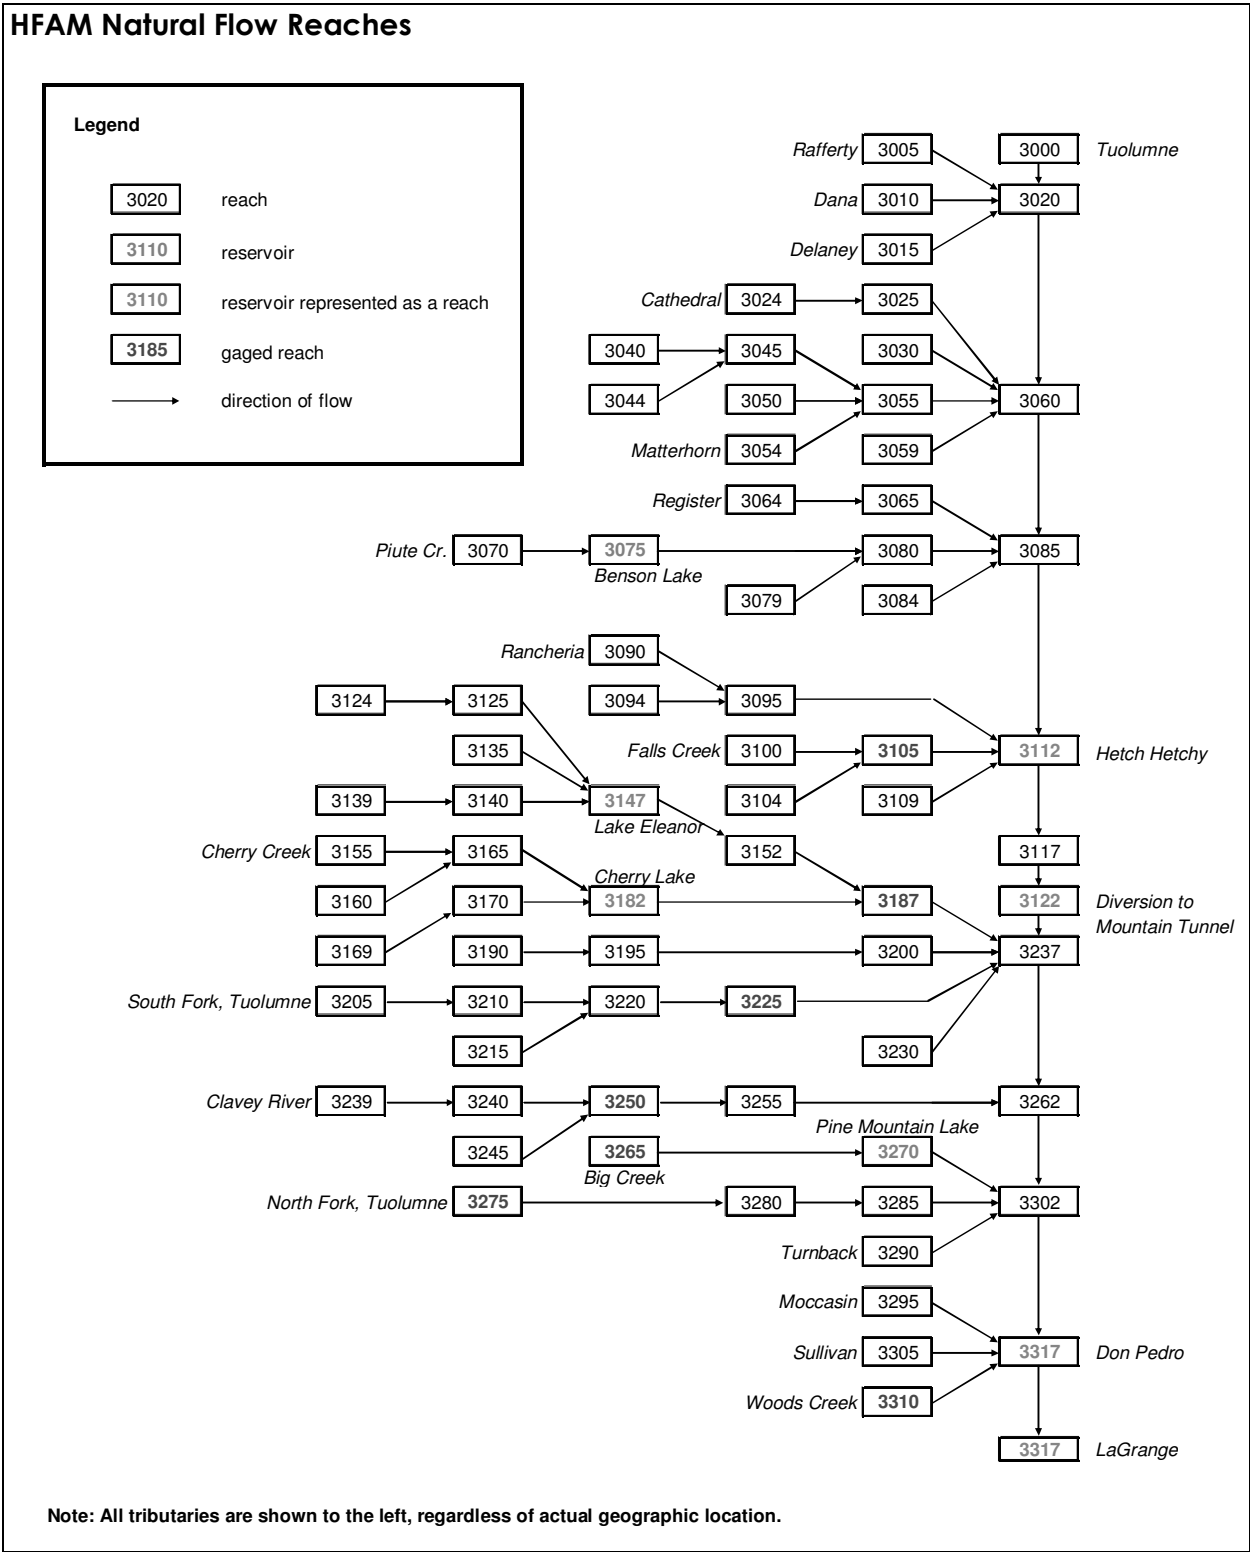 HFAM Natural Flow Reaches
Legend
3020 reach
3110 reservoir
3110 reservoir represented as a reach
3185 gaged reach
direction of flow
Rafferty 3005 3000 Tuolumne
Dana 3010 3020
Delaney 3015
Cathedral 3024 3025
3040 3045 3030
3044 3050 3055 3060
Matterhorn 3054 3059
Register 3064 3065
Piute Cr. 3070 3075 3080 3085
Benson Lake
3079 3084
Rancheria 3090
3124 3125 3094 3095
3135 Falls Creek 3100 3105 3112 Hetch Hetchy
3139 3140 3147 3104 3109
Lake Eleanor
Cherry Creek 3155 3165 3152 3117
Cherry Lake
3160 3170 3182 3187 3122 Diversion to
Mountain Tunnel
3169 3190 3195 3200 3237
South Fork, Tuolumne 3205 3210 3220 3225
3215 3230
Clavey River 3239 3240 3250 3255 3262
Pine Mountain Lake
3245 3265 3270
Big Creek
North Fork, Tuolumne 3275 3280 3285 3302
Turnback 3290
Moccasin 3295
Sullivan 3305 3317 Don Pedro
Woods Creek 3310
3317 LaGrange
Note: All tributaries are shown to the left, regardless of actual geographic location.